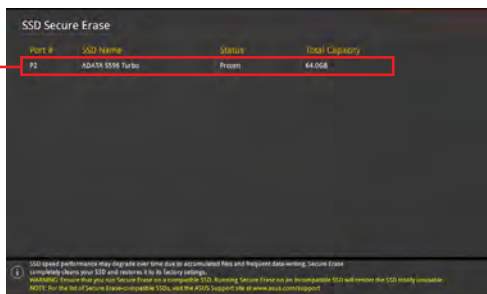 SSD Secure Erase
Port # SSD Name Status Total Capacity
P2 ADATA S596 Turbo Frozen 64.0GB
SSD speed performance may degrade over time due to accumulated files and frequent data-writing. Secure Erase
completely cleans your SSD and restores it to its factory settings.
WARNING: Ensure that you run Secure Erase on a compatible SSD. Running Secure Erase on an incompatible SSD will render the SSD totally unusable.
NOTE: For the list of Secure Erase-compatible SSDs, visit the ASUS Support site at www.asus.com/support